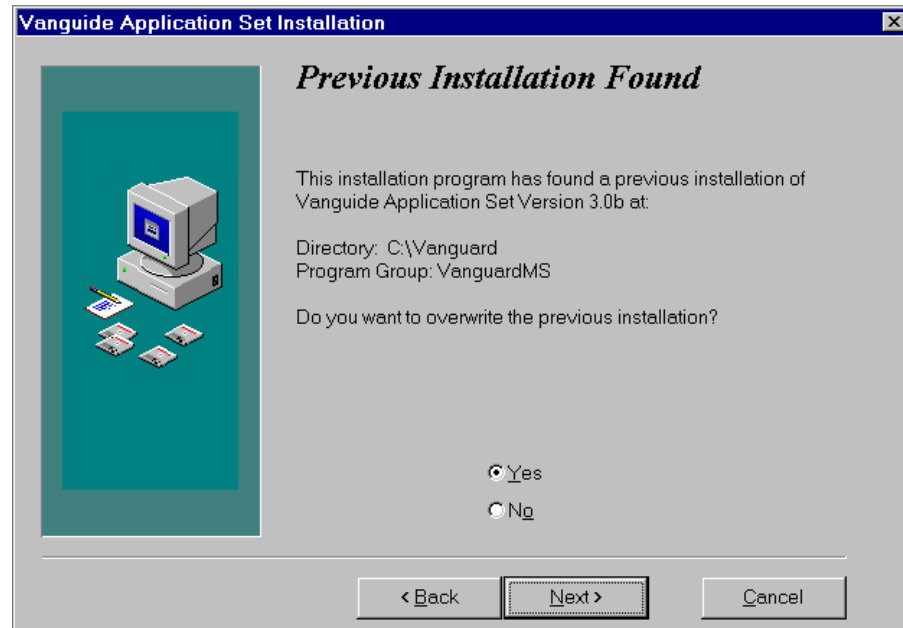 Vanguide Application Set Installation
Previous Installation Found
This installation program has found a previous installation of
Vanguide Application Set Version 3.0b at:
Directory: C:\Vanguard
Program Group: VanguardMS
Do you want to overwrite the previous installation?
Yes
No
< Back
Next >
Cancel